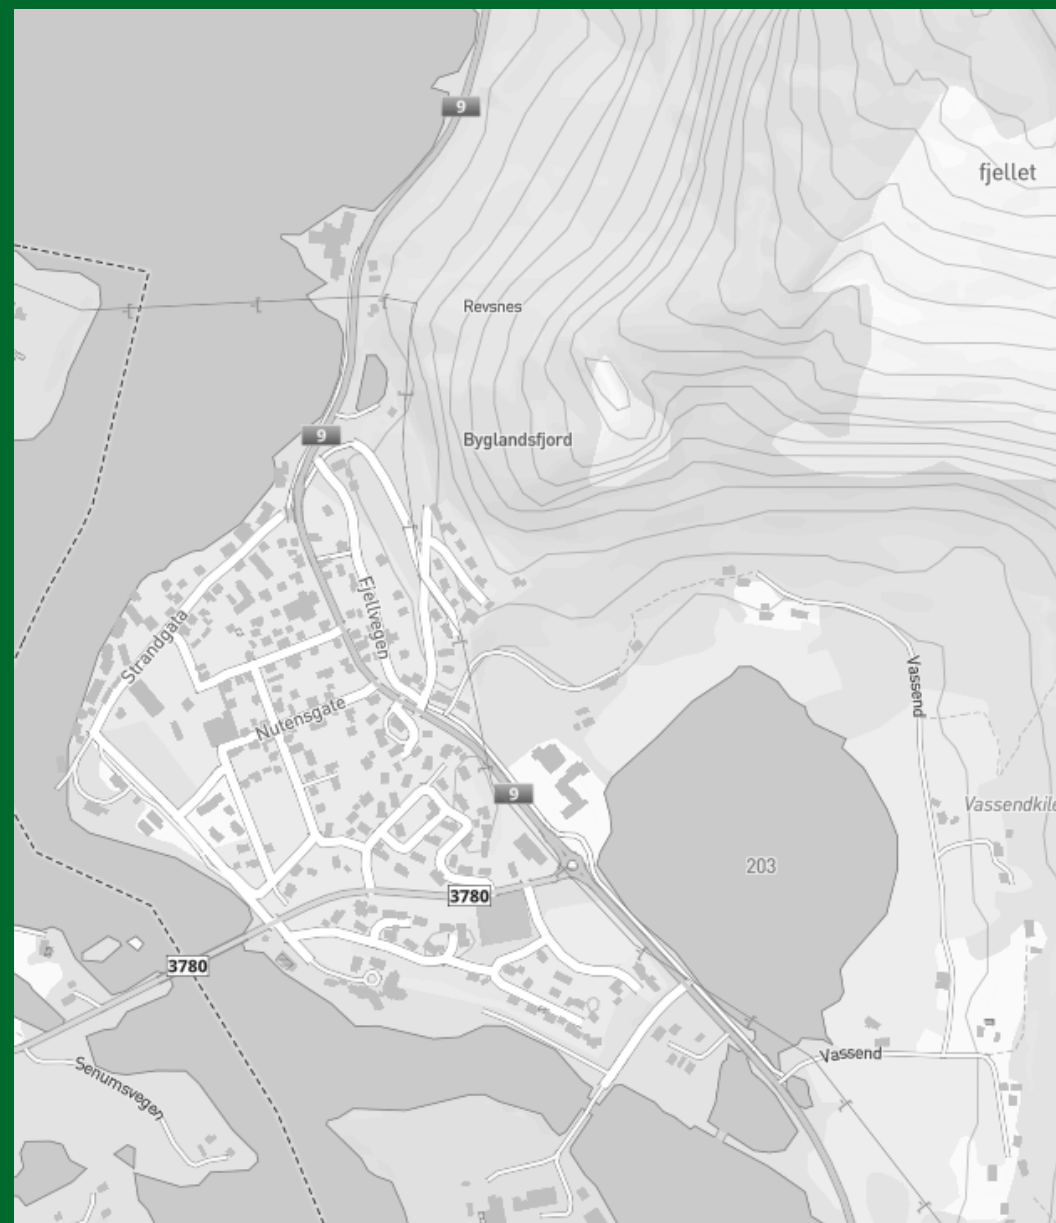 9
fjellet
Revsnes
9
Byglandsfjord
Fjellvegen
Strandgata
Vassend
Nutensgate
9
Vassendkile
203
3780
3780
Vassend
Senumsvegen